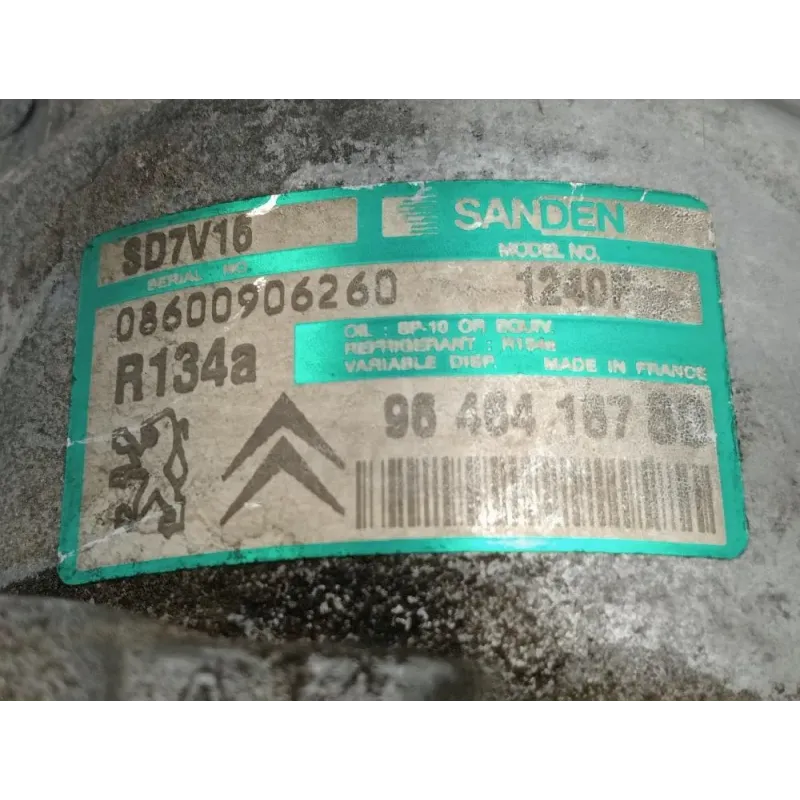 SD7V16
SANDEN
SERIAL NO.
MODEL NO.
08600906260
1240F
OIL : SP-10 OR EQUIV.
REFRIGERANT : R134a
R134a
VARIABLE DISP. MADE IN FRANCE
96 464 167 80